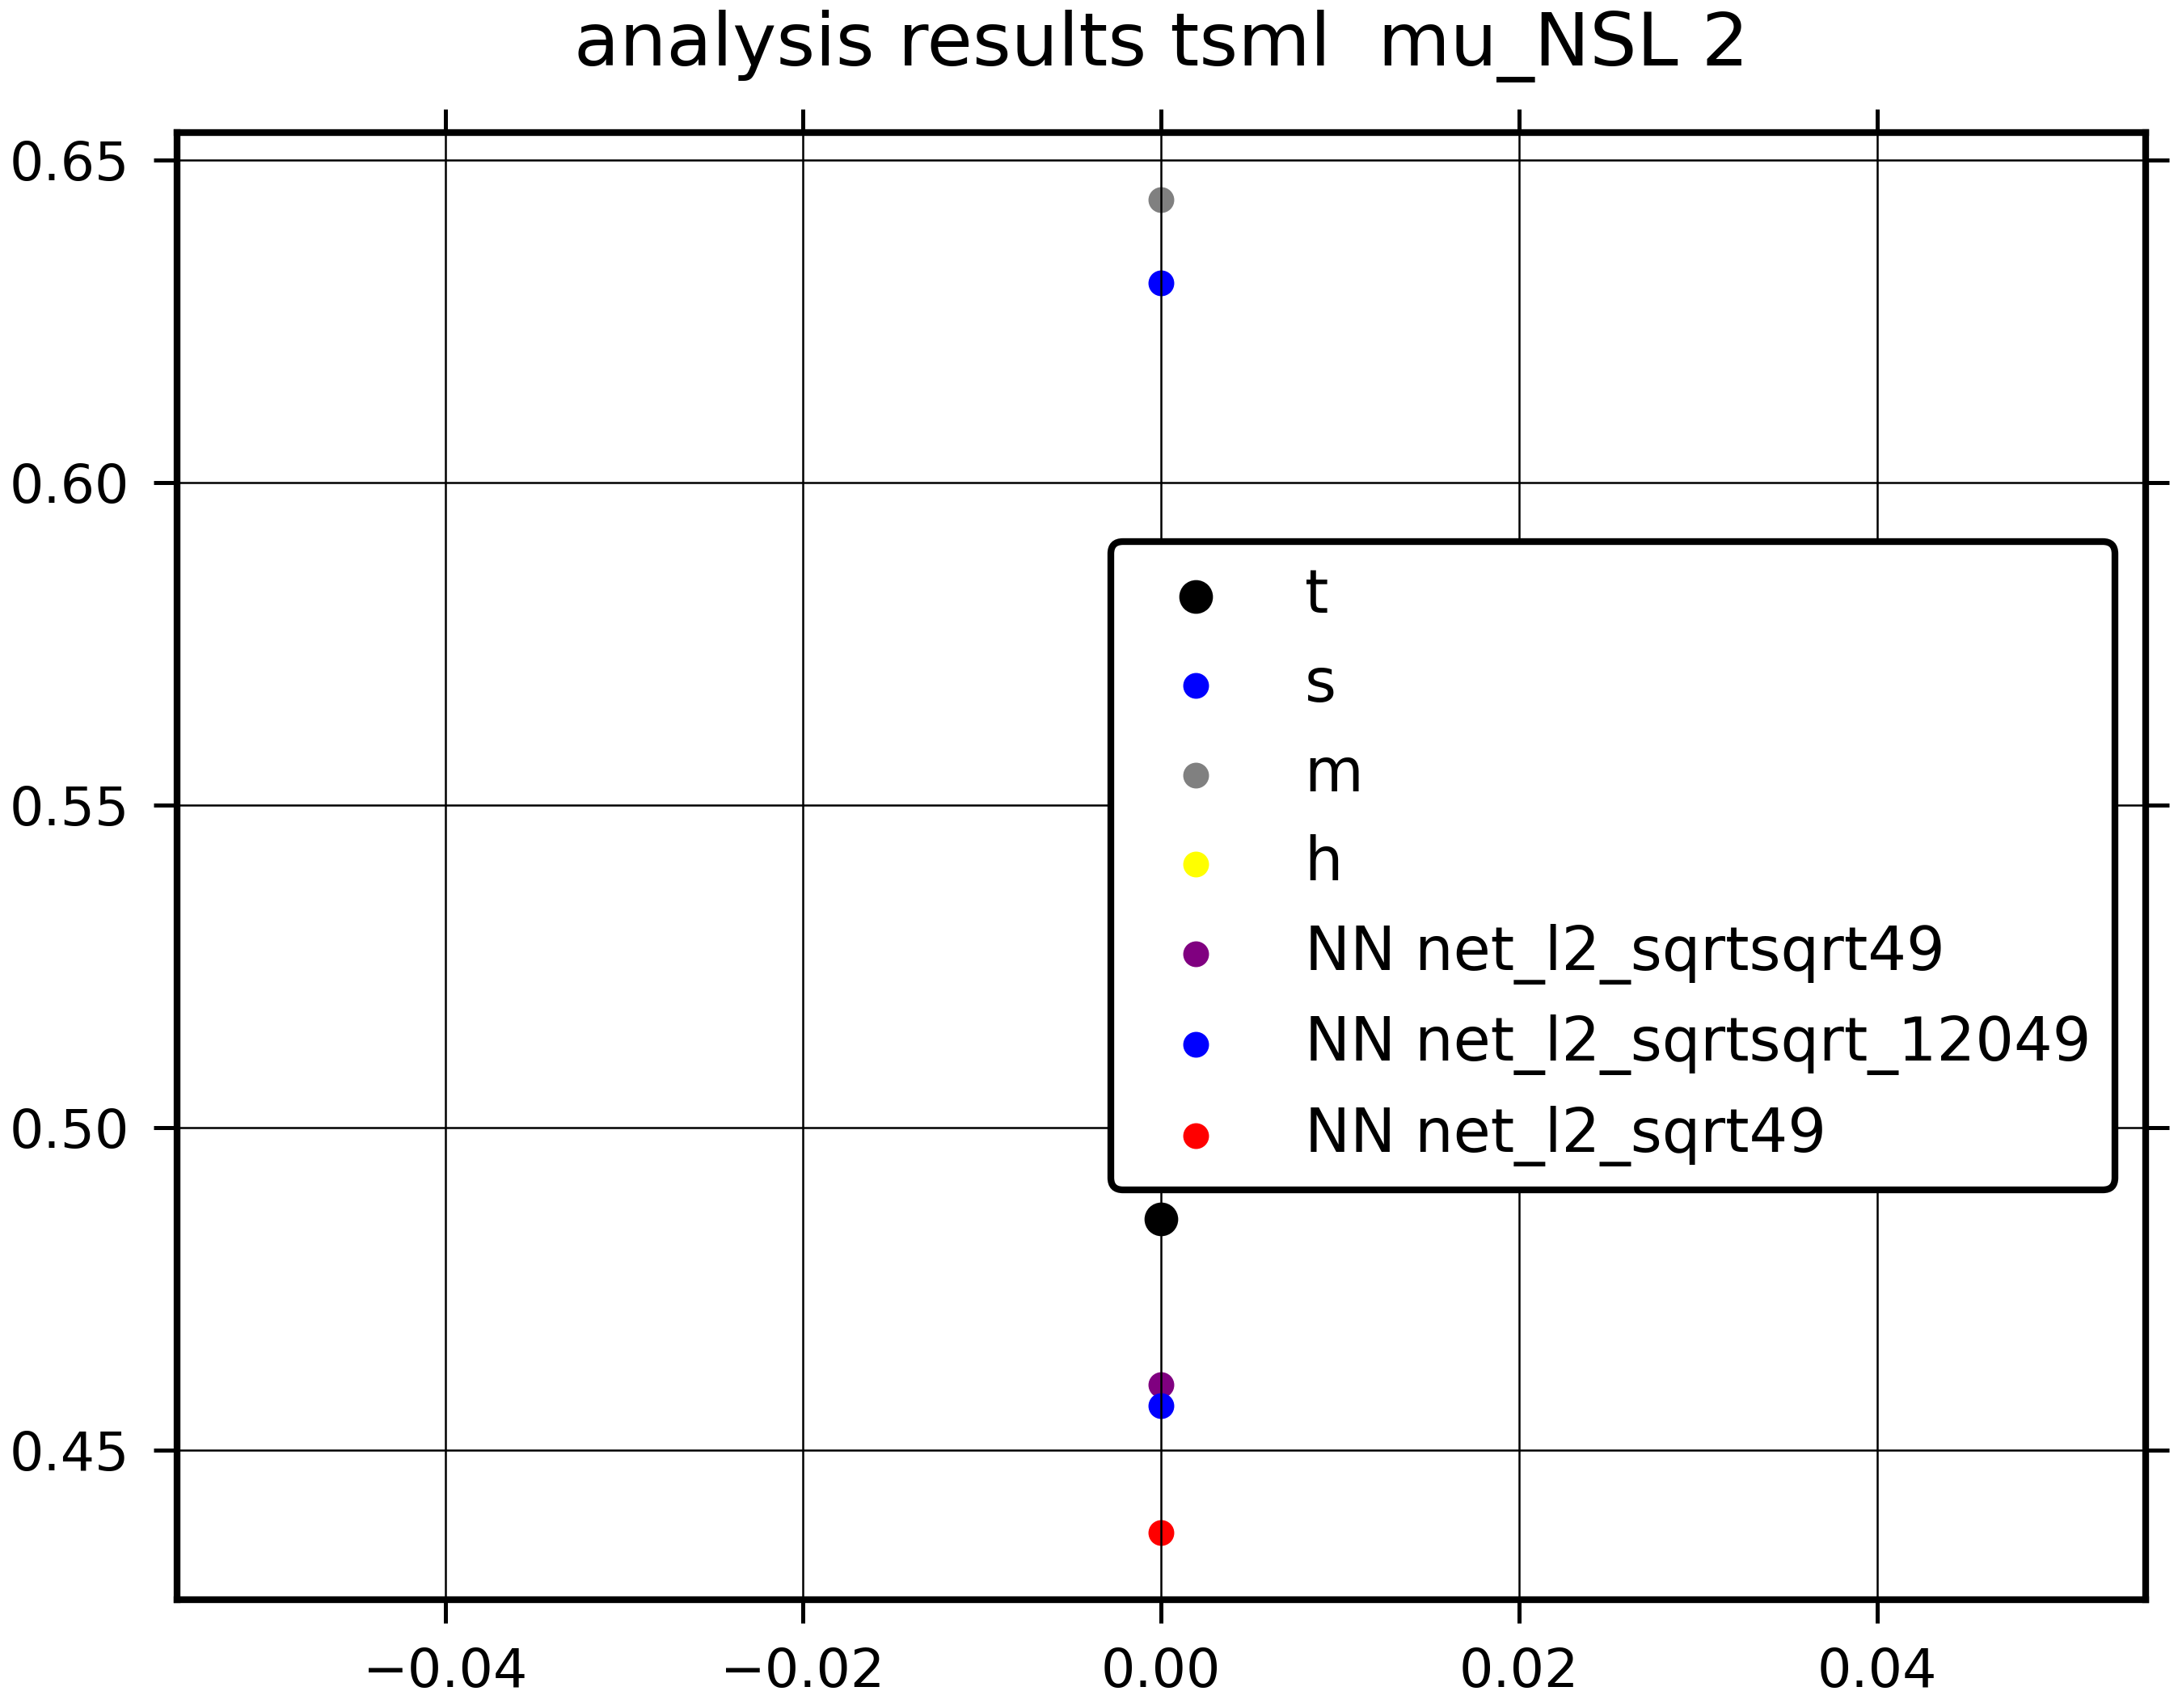 analysis results tsml  mu_NSL 2
0.65
0.60
0.55
0.50
0.45
t
s
m
h
NN net_l2_sqrtsqrt49
NN net_l2_sqrtsqrt_12049
NN net_l2_sqrt49
−0.04 −0.02 0.00 0.02 0.04